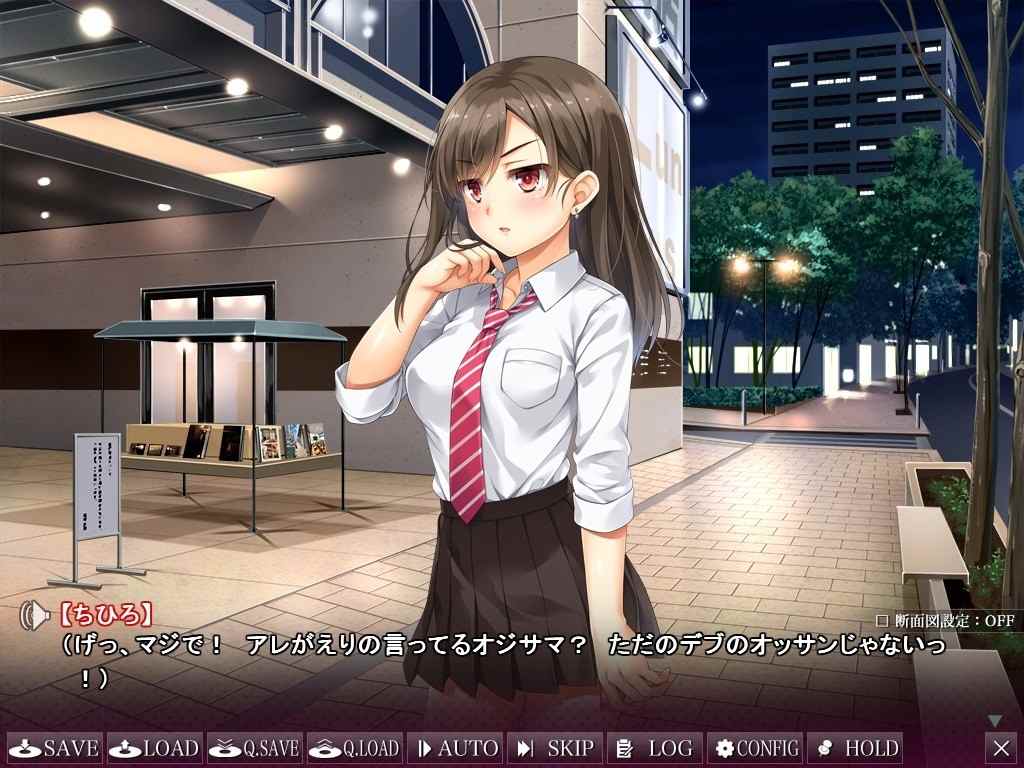 Lun
s
【ちひろ】
(げっ、マジで！　アレがえりの言ってるオジサマ？　ただのデブのオッサンじゃないっ
！)
□ 断面図設定：OFF
SAVE LOAD Q.SAVE Q.LOAD AUTO SKIP LOG CONFIG HOLD